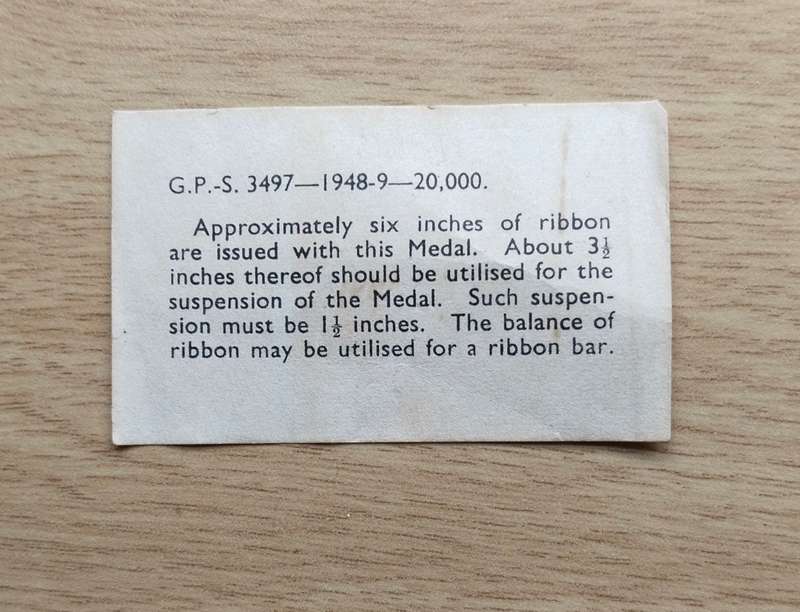 G.P.-S. 3497—1948-9—20,000.
Approximately six inches of ribbon
are issued with this Medal. About 3½
inches thereof should be utilised for the
suspension of the Medal. Such suspen-
sion must be 1½ inches. The balance of
ribbon may be utilised for a ribbon bar.